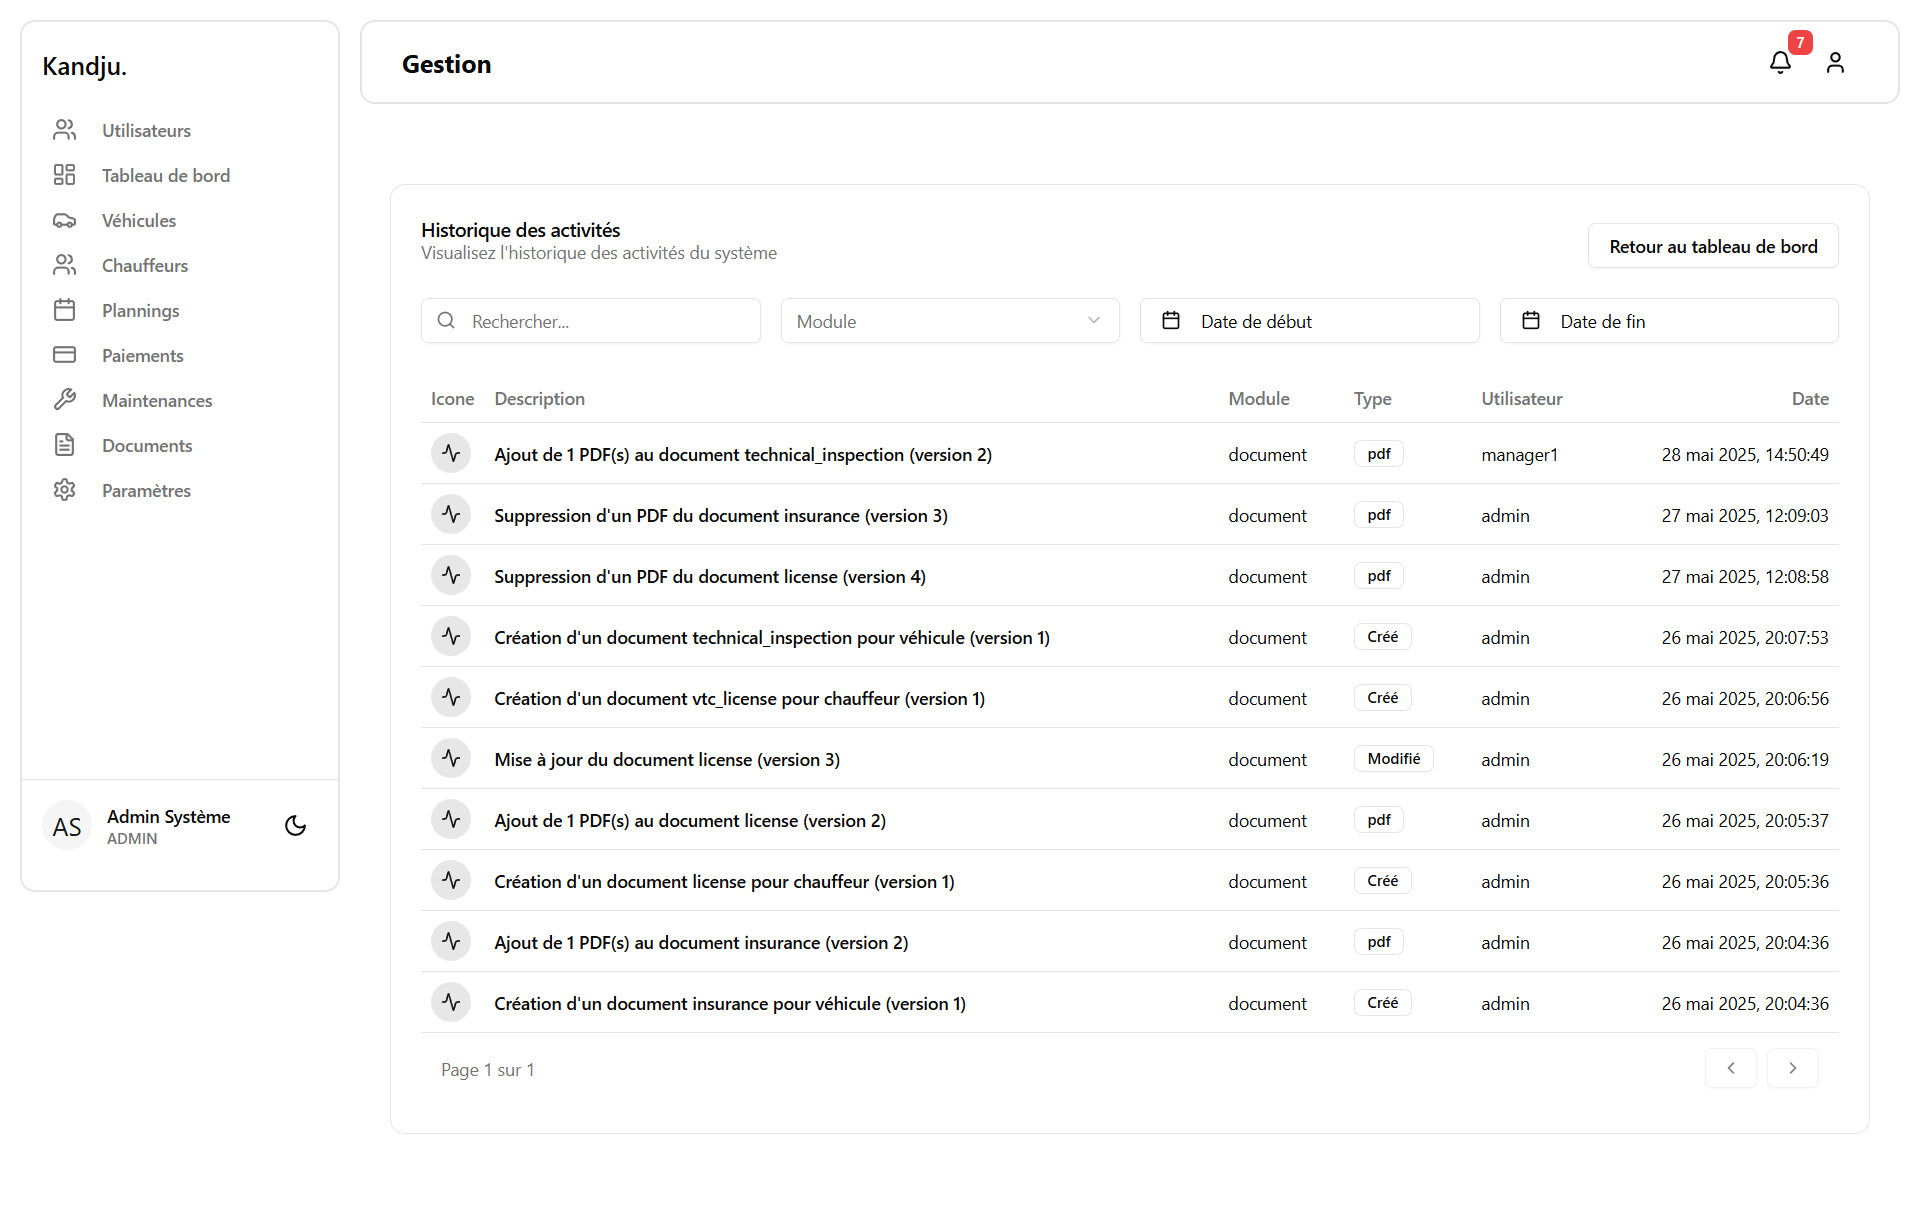 Kandju.
Utilisateurs
Tableau de bord
Véhicules
Chauffeurs
Plannings
Paiements
Maintenances
Documents
Paramètres
AS
Admin Système
ADMIN
Gestion
7
Historique des activités
Visualisez l'historique des activités du système
Retour au tableau de bord
Rechercher... Module Date de début Date de fin
Icone Description Module Type Utilisateur Date
Ajout de 1 PDF(s) au document technical_inspection (version 2) document pdf manager1 28 mai 2025, 14:50:49
Suppression d'un PDF du document insurance (version 3) document pdf admin 27 mai 2025, 12:09:03
Suppression d'un PDF du document license (version 4) document pdf admin 27 mai 2025, 12:08:58
Création d'un document technical_inspection pour véhicule (version 1) document Créé admin 26 mai 2025, 20:07:53
Création d'un document vtc_license pour chauffeur (version 1) document Créé admin 26 mai 2025, 20:06:56
Mise à jour du document license (version 3) document Modifié admin 26 mai 2025, 20:06:19
Ajout de 1 PDF(s) au document license (version 2) document pdf admin 26 mai 2025, 20:05:37
Création d'un document license pour chauffeur (version 1) document Créé admin 26 mai 2025, 20:05:36
Ajout de 1 PDF(s) au document insurance (version 2) document pdf admin 26 mai 2025, 20:04:36
Création d'un document insurance pour véhicule (version 1) document Créé admin 26 mai 2025, 20:04:36
Page 1 sur 1